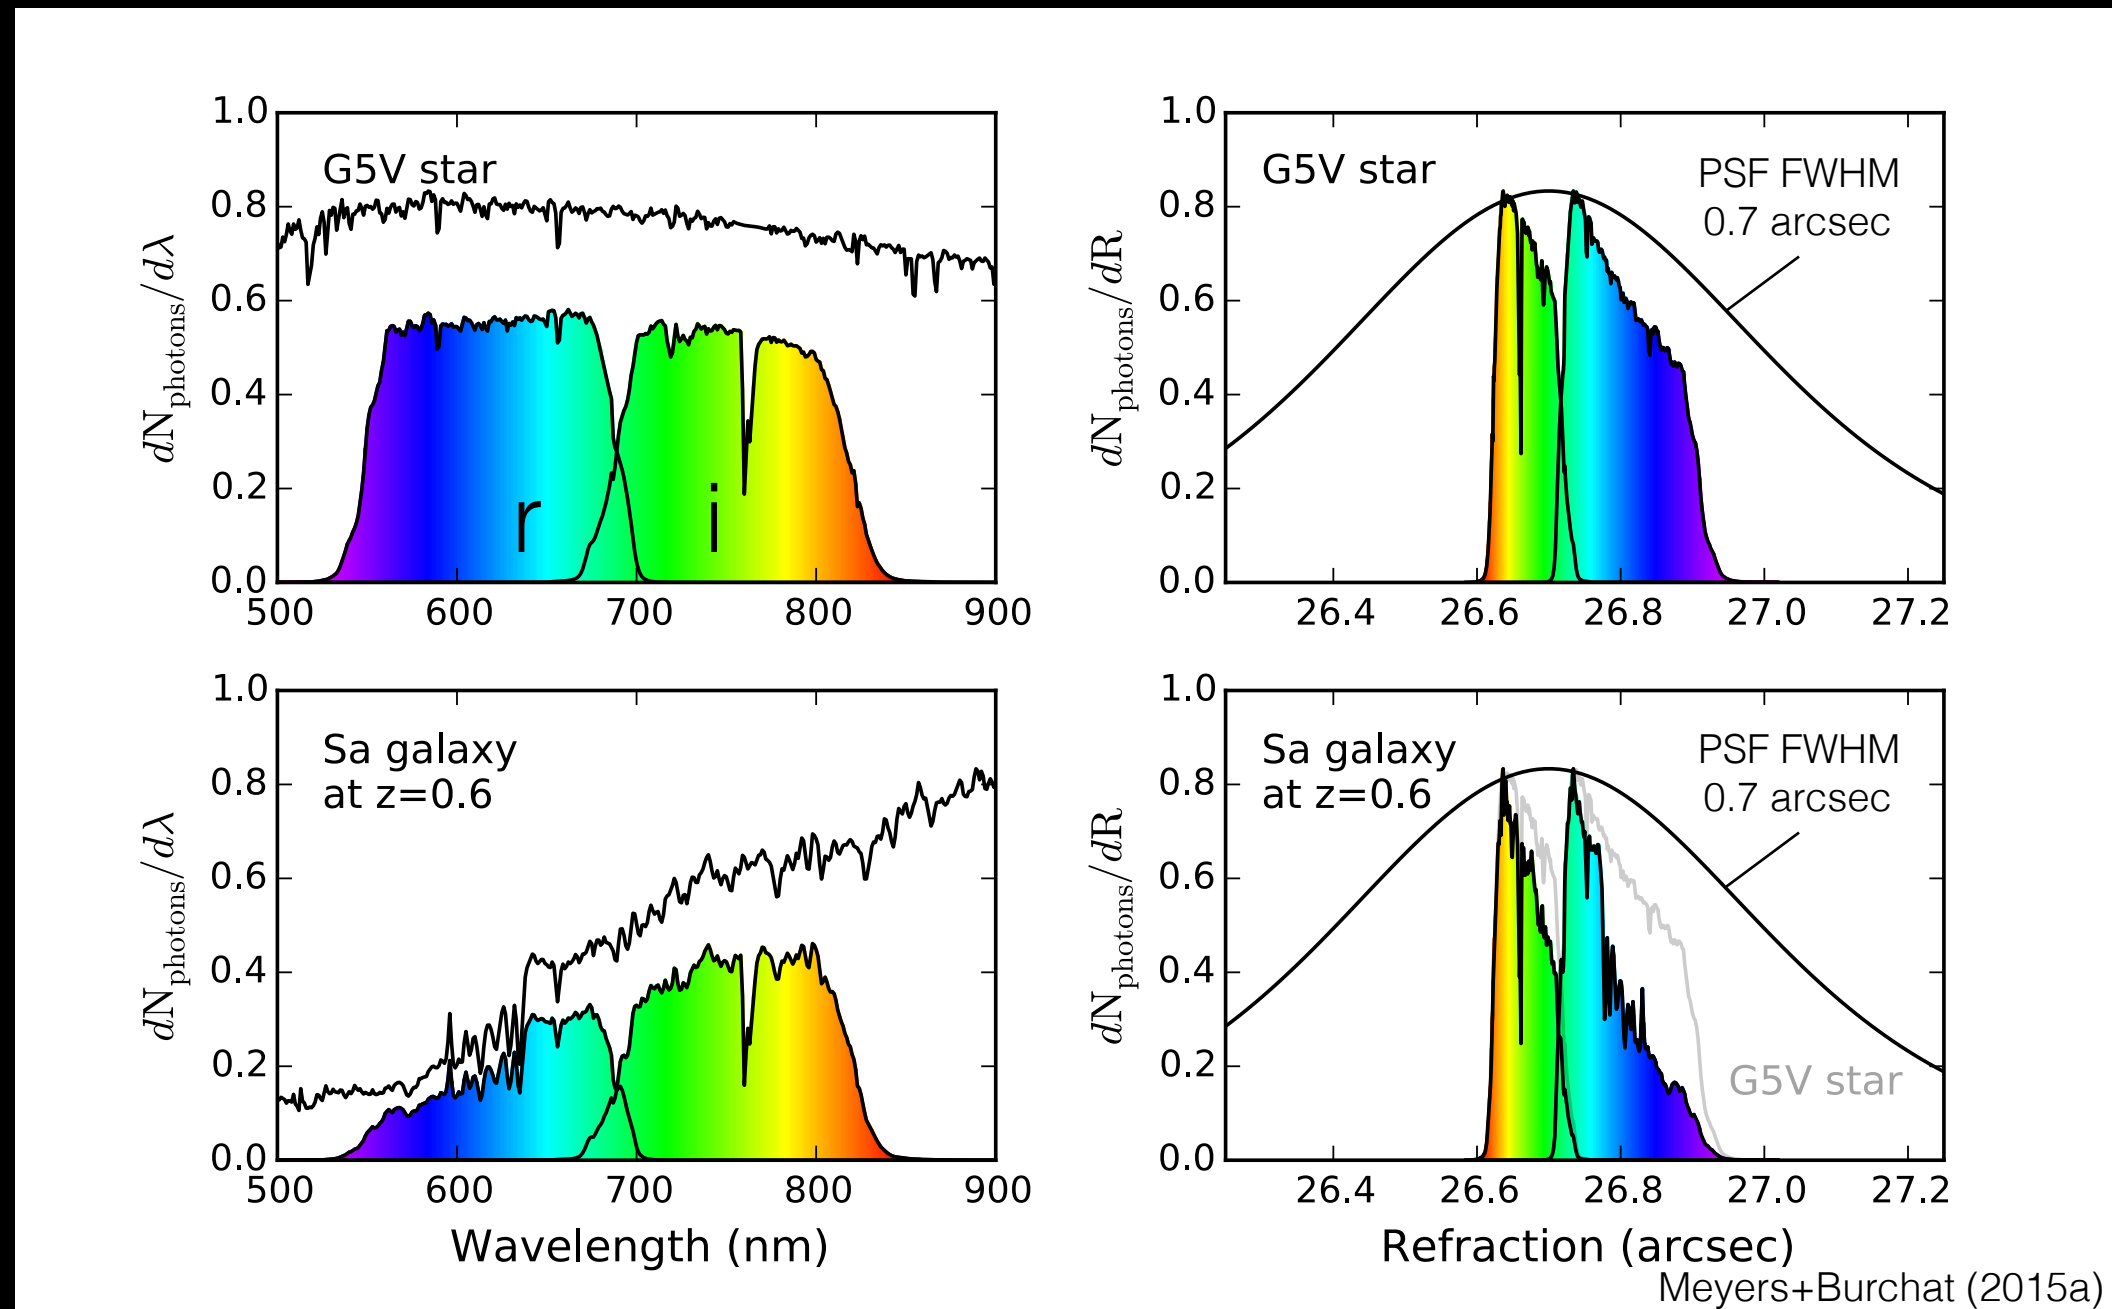 1.0
0.8
0.6
0.4
0.2
0.0
500 600 700 800 900
dN_photons/dλ
G5V star
r
i
1.0
0.8
0.6
0.4
0.2
0.0
26.4 26.6 26.8 27.0 27.2
dN_photons/dR
G5V star
PSF FWHM
0.7 arcsec
1.0
0.8
0.6
0.4
0.2
0.0
500 600 700 800 900
dN_photons/dλ
Sa galaxy
at z=0.6
Wavelength (nm)
1.0
0.8
0.6
0.4
0.2
0.0
26.4 26.6 26.8 27.0 27.2
dN_photons/dR
Sa galaxy
at z=0.6
PSF FWHM
0.7 arcsec
G5V star
Refraction (arcsec)
Meyers+Burchat (2015a)